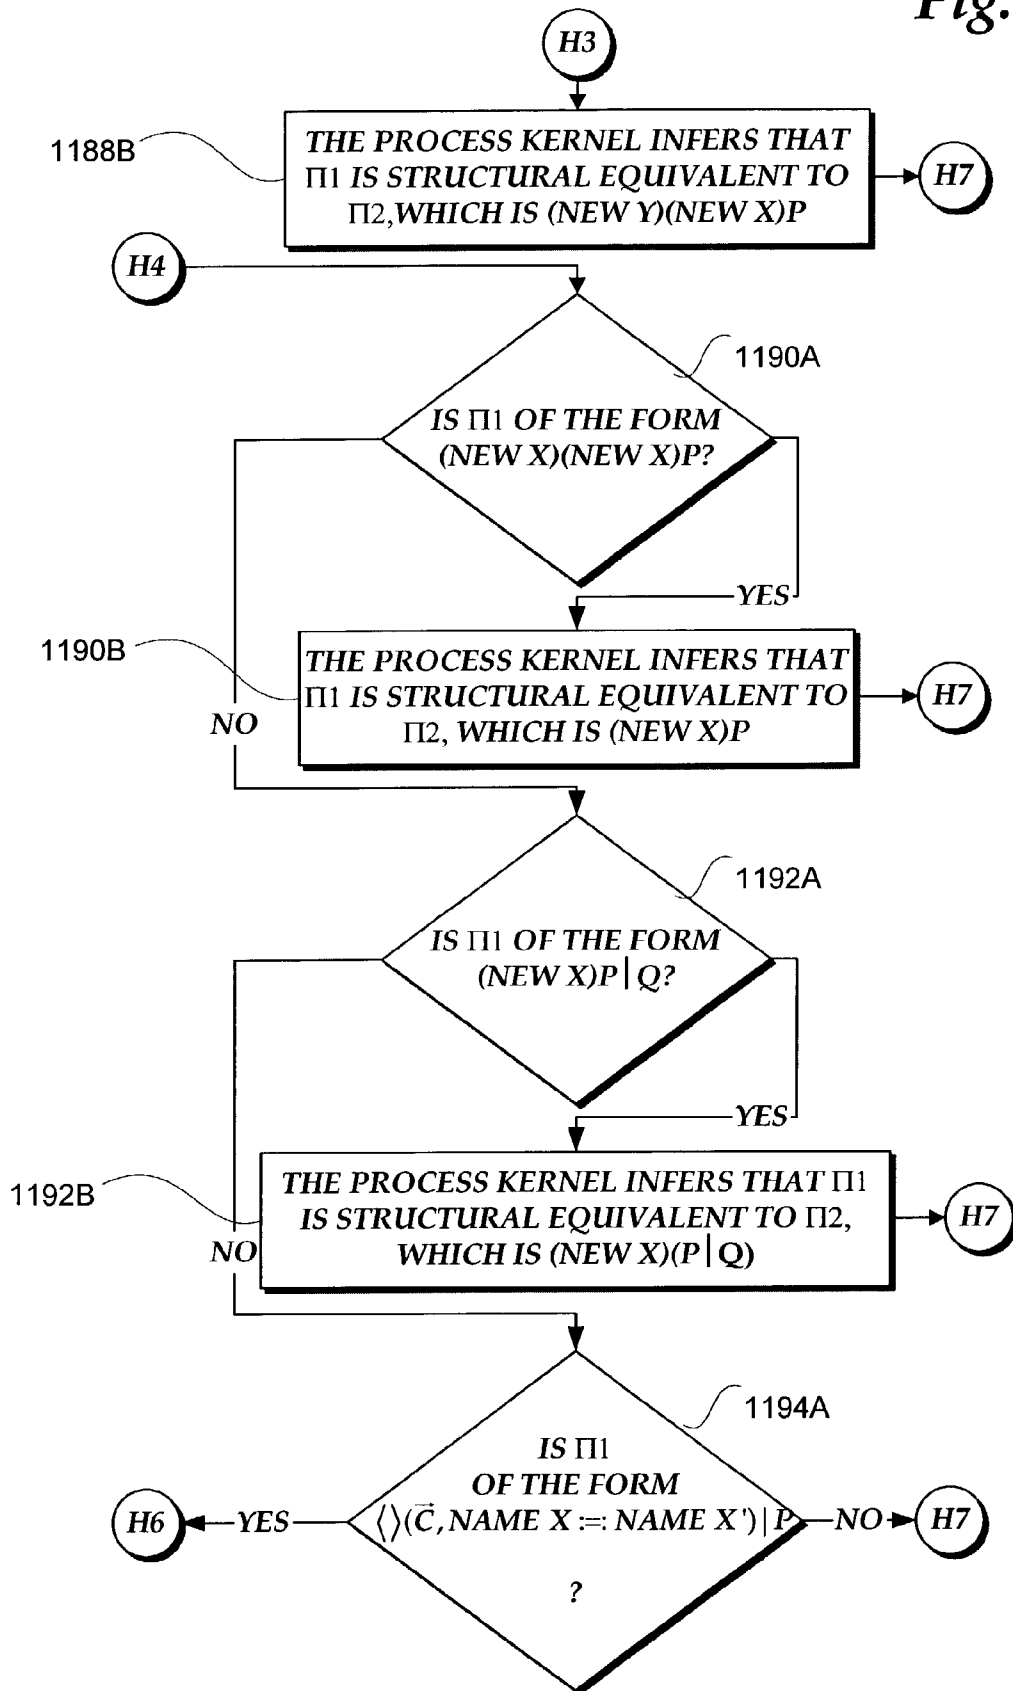 Fig.
H3
1188B
THE PROCESS KERNEL INFERS THAT
Π1 IS STRUCTURAL EQUIVALENT TO
Π2,WHICH IS (NEW Y)(NEW X)P
H7
H4
1190A
IS Π1 OF THE FORM
(NEW X)(NEW X)P?
YES
1190B
THE PROCESS KERNEL INFERS THAT
Π1 IS STRUCTURAL EQUIVALENT TO
Π2, WHICH IS (NEW X)P
H7
NO
1192A
IS Π1 OF THE FORM
(NEW X)P|Q?
YES
1192B
THE PROCESS KERNEL INFERS THAT Π1
IS STRUCTURAL EQUIVALENT TO Π2,
WHICH IS (NEW X)(P|Q)
H7
NO
1194A
IS Π1
OF THE FORM
⟨⟩(C⃗,NAME X :=: NAME X')|P
?
H6
YES
NO
H7